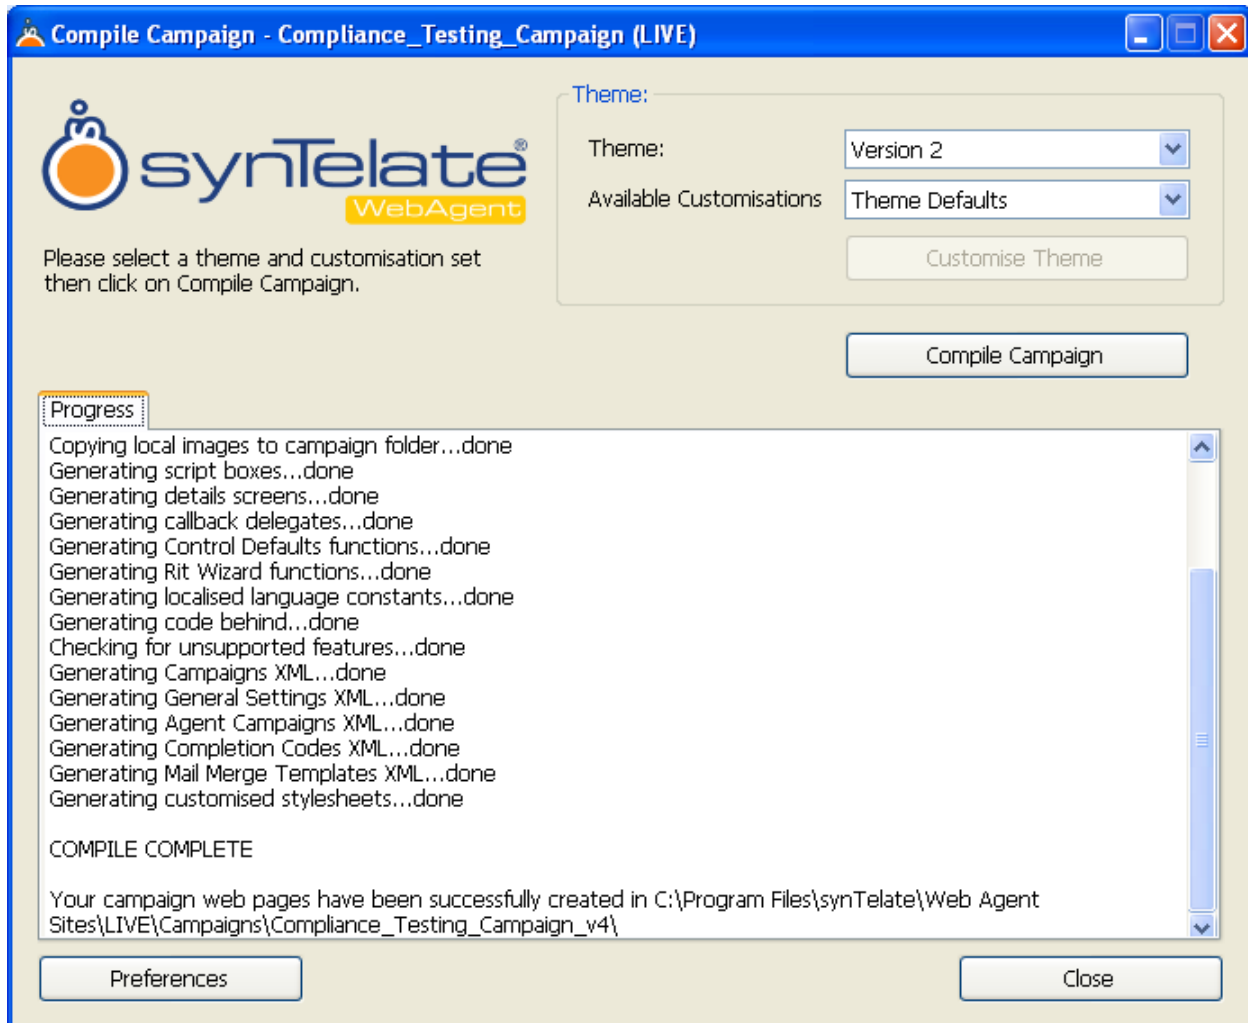 Compile Campaign - Compliance_Testing_Campaign (LIVE)
synTelate®
WebAgent
Please select a theme and customisation set
then click on Compile Campaign.
Theme:
Theme:
Version 2
Available Customisations
Theme Defaults
Customise Theme
Compile Campaign
Progress
Copying local images to campaign folder...done
Generating script boxes...done
Generating details screens...done
Generating callback delegates...done
Generating Control Defaults functions...done
Generating Rit Wizard functions...done
Generating localised language constants...done
Generating code behind...done
Checking for unsupported features...done
Generating Campaigns XML...done
Generating General Settings XML...done
Generating Agent Campaigns XML...done
Generating Completion Codes XML...done
Generating Mail Merge Templates XML...done
Generating customised stylesheets...done
COMPILE COMPLETE
Your campaign web pages have been successfully created in C:\Program Files\synTelate\Web Agent
Sites\LIVE\Campaigns\Compliance_Testing_Campaign_v4\
Preferences
Close